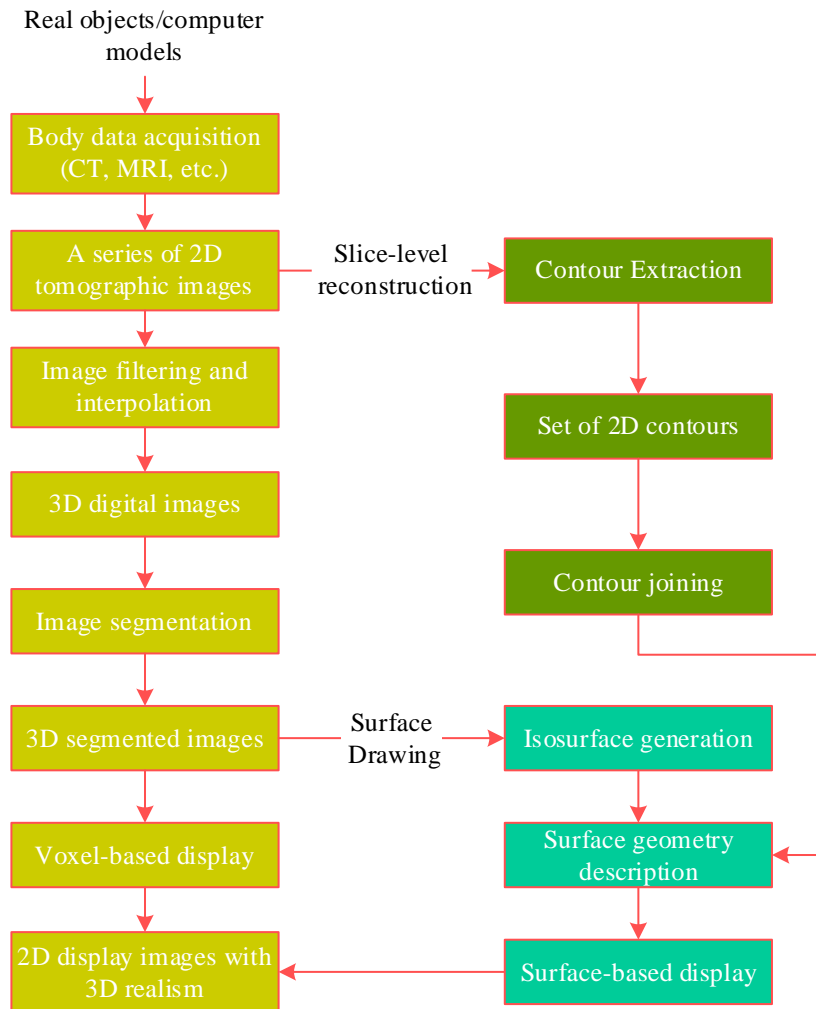 Real objects/computer
models
Body data acquisition
(CT, MRI, etc.)
A series of 2D
tomographic images
Slice-level
reconstruction
Contour Extraction
Image filtering and
interpolation
Set of 2D contours
3D digital images
Contour joining
Image segmentation
3D segmented images
Surface
Drawing
Isosurface generation
Voxel-based display
Surface geometry
description
2D display images with
3D realism
Surface-based display